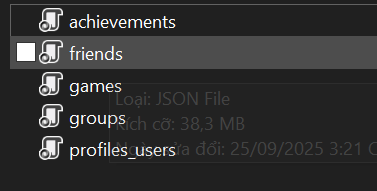 achievements
friends
games
Loại: JSON File
groups
Kích cỡ: 38,3 MB
profiles_users
Ngày sửa đổi: 25/09/2025 3:21 C